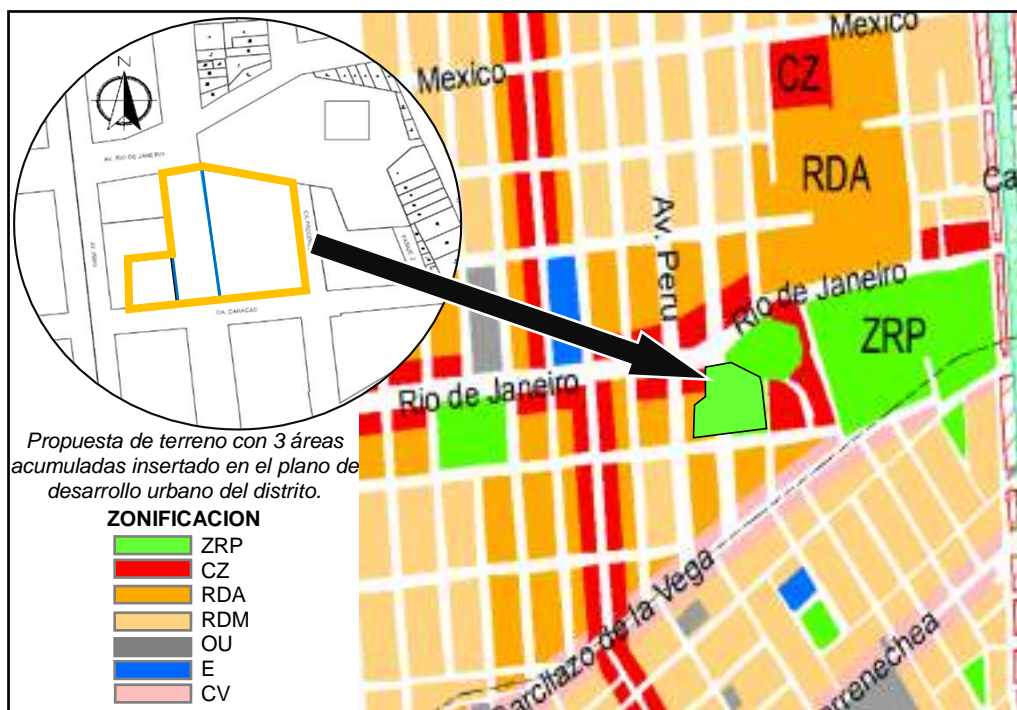 N
AV. RIO DE JANEIRO
CA. CARACAS
Propuesta de terreno con 3 áreas
acumuladas insertado en el plano de
desarrollo urbano del distrito.
ZONIFICACION
ZRP
CZ
RDA
RDM
OU
E
CV
Mexico
Mexico
CZ
RDA
Ca
Av. Peru
Rio de Janeiro
ZRP
Rio de Janeiro
Garcilazo de la Vega
errenechea